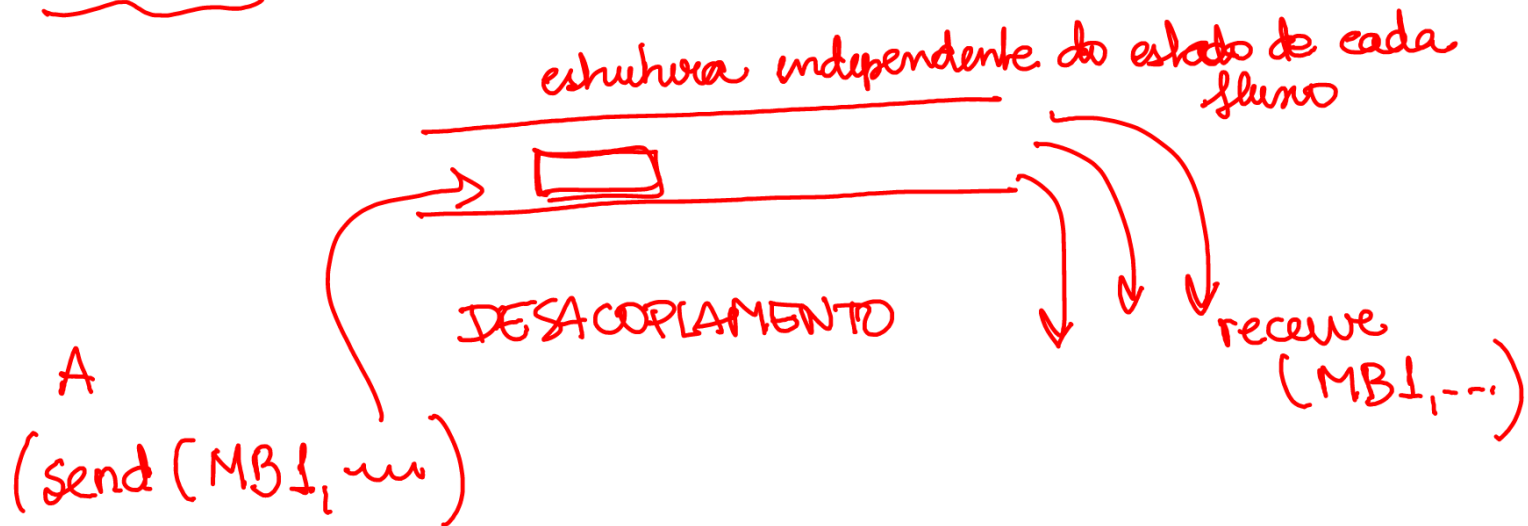 estrutura independente do estado de cada
fluxo
DESACOPLAMENTO
A
(send (MB1, ~~)
receive
(MB1,---)